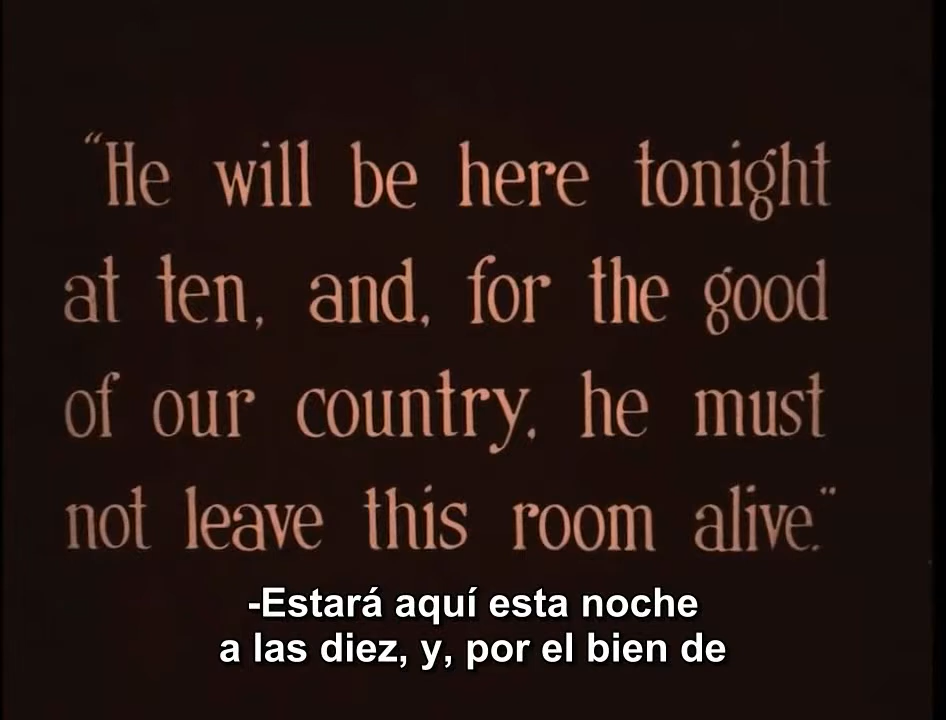 "He will be here tonight
at ten, and, for the good
of our country, he must
not leave this room alive."
-Estará aquí esta noche
a las diez, y, por el bien de